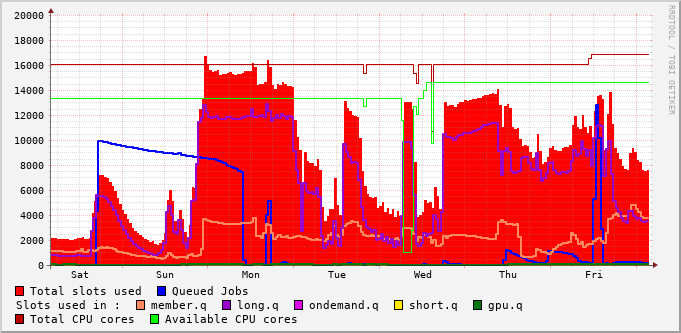 20000
18000
16000
14000
12000
10000
8000
6000
4000
2000
0
Sat Sun Mon Tue Wed Thu Fri
RRDTOOL / TOBI OETIKER
Total slots used Queued Jobs
Slots used in : member.q long.q ondemand.q short.q gpu.q
Total CPU cores Available CPU cores